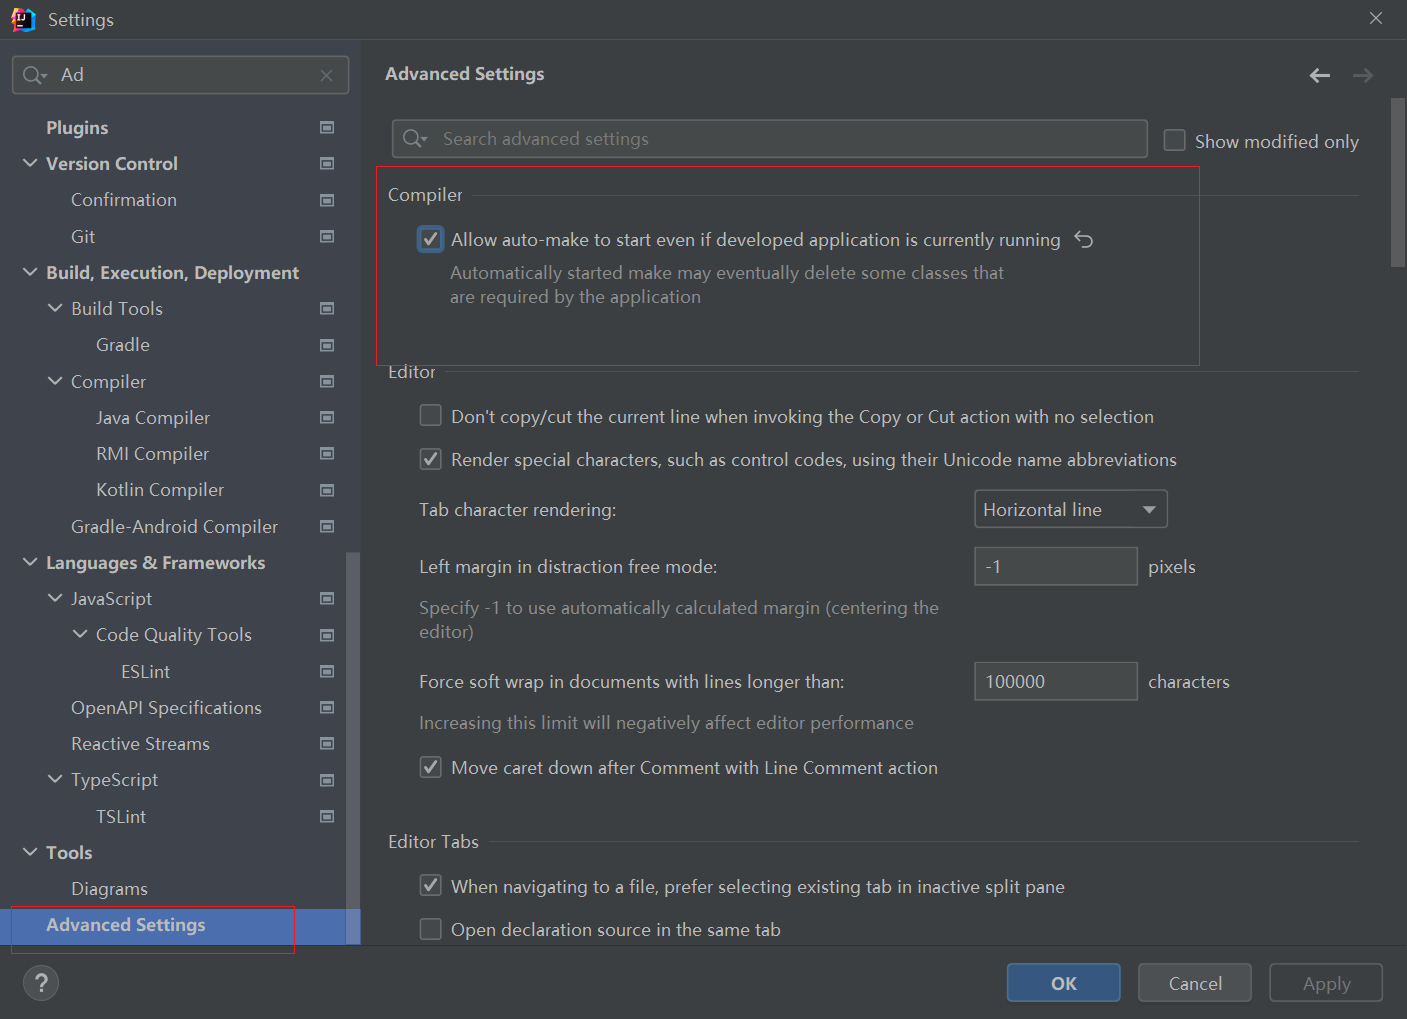 Settings
Ad
Plugins
Version Control
Confirmation
Git
Build, Execution, Deployment
Build Tools
Gradle
Compiler
Java Compiler
RMI Compiler
Kotlin Compiler
Gradle-Android Compiler
Languages & Frameworks
JavaScript
Code Quality Tools
ESLint
OpenAPI Specifications
Reactive Streams
TypeScript
TSLint
Tools
Diagrams
Advanced Settings
Advanced Settings
Search advanced settings
Show modified only
Compiler
Allow auto-make to start even if developed application is currently running
Automatically started make may eventually delete some classes that
are required by the application
Editor
Don't copy/cut the current line when invoking the Copy or Cut action with no selection
Render special characters, such as control codes, using their Unicode name abbreviations
Tab character rendering: Horizontal line
Left margin in distraction free mode: -1 pixels
Specify -1 to use automatically calculated margin (centering the
editor)
Force soft wrap in documents with lines longer than: 100000 characters
Increasing this limit will negatively affect editor performance
Move caret down after Comment with Line Comment action
Editor Tabs
When navigating to a file, prefer selecting existing tab in inactive split pane
Open declaration source in the same tab
? OK Cancel Apply